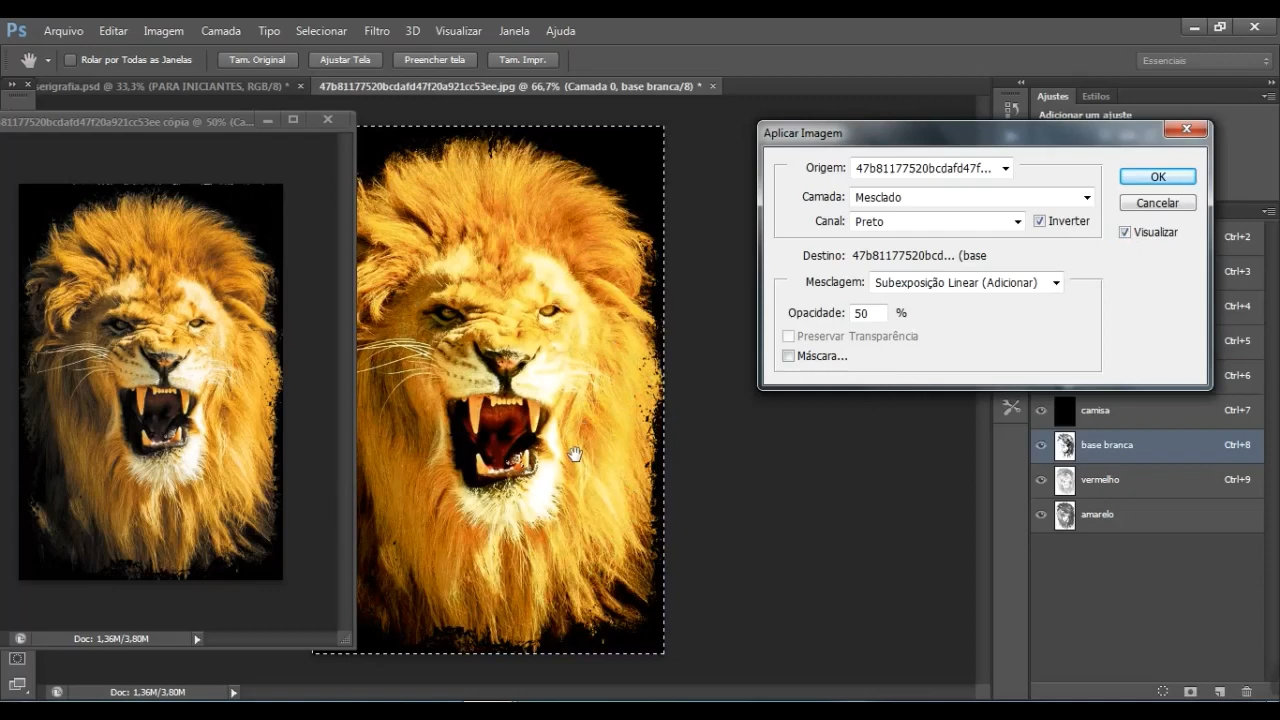 Ps Arquivo Editar Imagem Camada Tipo Selecionar Filtro 3D Visualizar Janela Ajuda
Rolar por Todas as Janelas Tam. Original Ajustar Tela Preencher tela Tam. Impr. Essenciais
serigrafia.psd @ 33,3% (PARA INICIANTES, RGB/8) * × 47b81177520bcdafd47f20a921cc53ee.jpg @ 66,7% (Camada 0, base branca/8) * ×
Ajustes Estilos
Adicionar um ajuste
81177520bcdafd47f20a921cc53ee cópia @ 50% (Ca...
Aplicar Imagem
Origem: 47b81177520bcdafd47f...
Camada: Mesclado
Canal: Preto Inverter
Destino: 47b81177520bcd... (base
Mesclagem: Subexposição Linear (Adicionar)
Opacidade: 50 %
Preservar Transparência
Máscara...
OK
Cancelar
Visualizar
Ctrl+2
Ctrl+3
Ctrl+4
Ctrl+5
Ctrl+6
camisa Ctrl+7
base branca Ctrl+8
vermelho Ctrl+9
amarelo
Doc: 1,36M/3,80M
Doc: 1,36M/3,80M